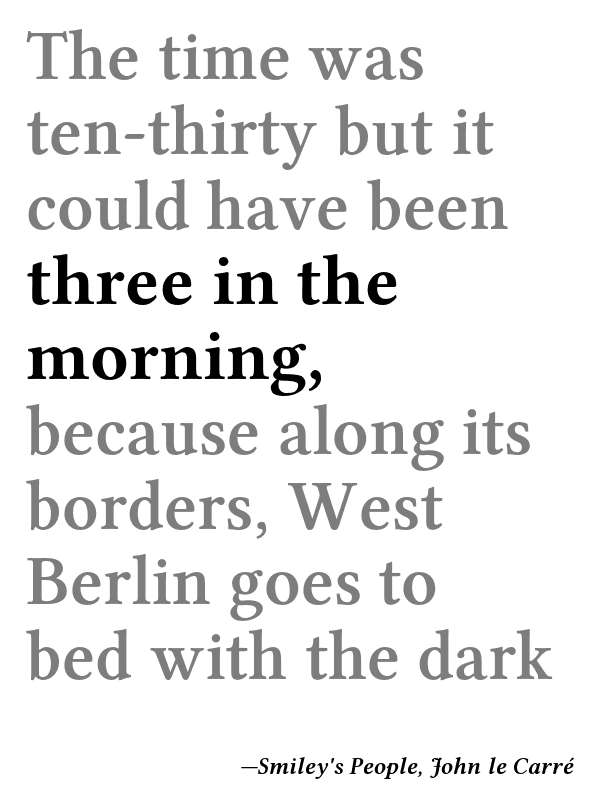 The time was
ten-thirty but it
could have been
three in the
morning,
because along its
borders, West
Berlin goes to
bed with the dark
—Smiley's People, John le Carré